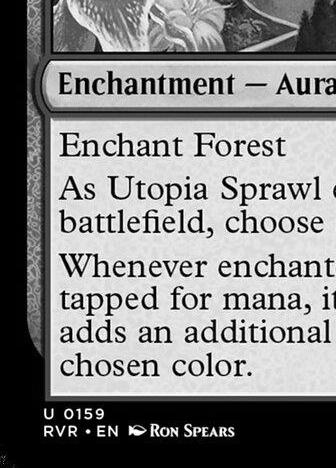 Enchantment — Aura
Enchant Forest
As Utopia Sprawl
battlefield, choose
Whenever enchant
tapped for mana, it
adds an additional
chosen color.
U 0159
RVR • EN Ron Spears